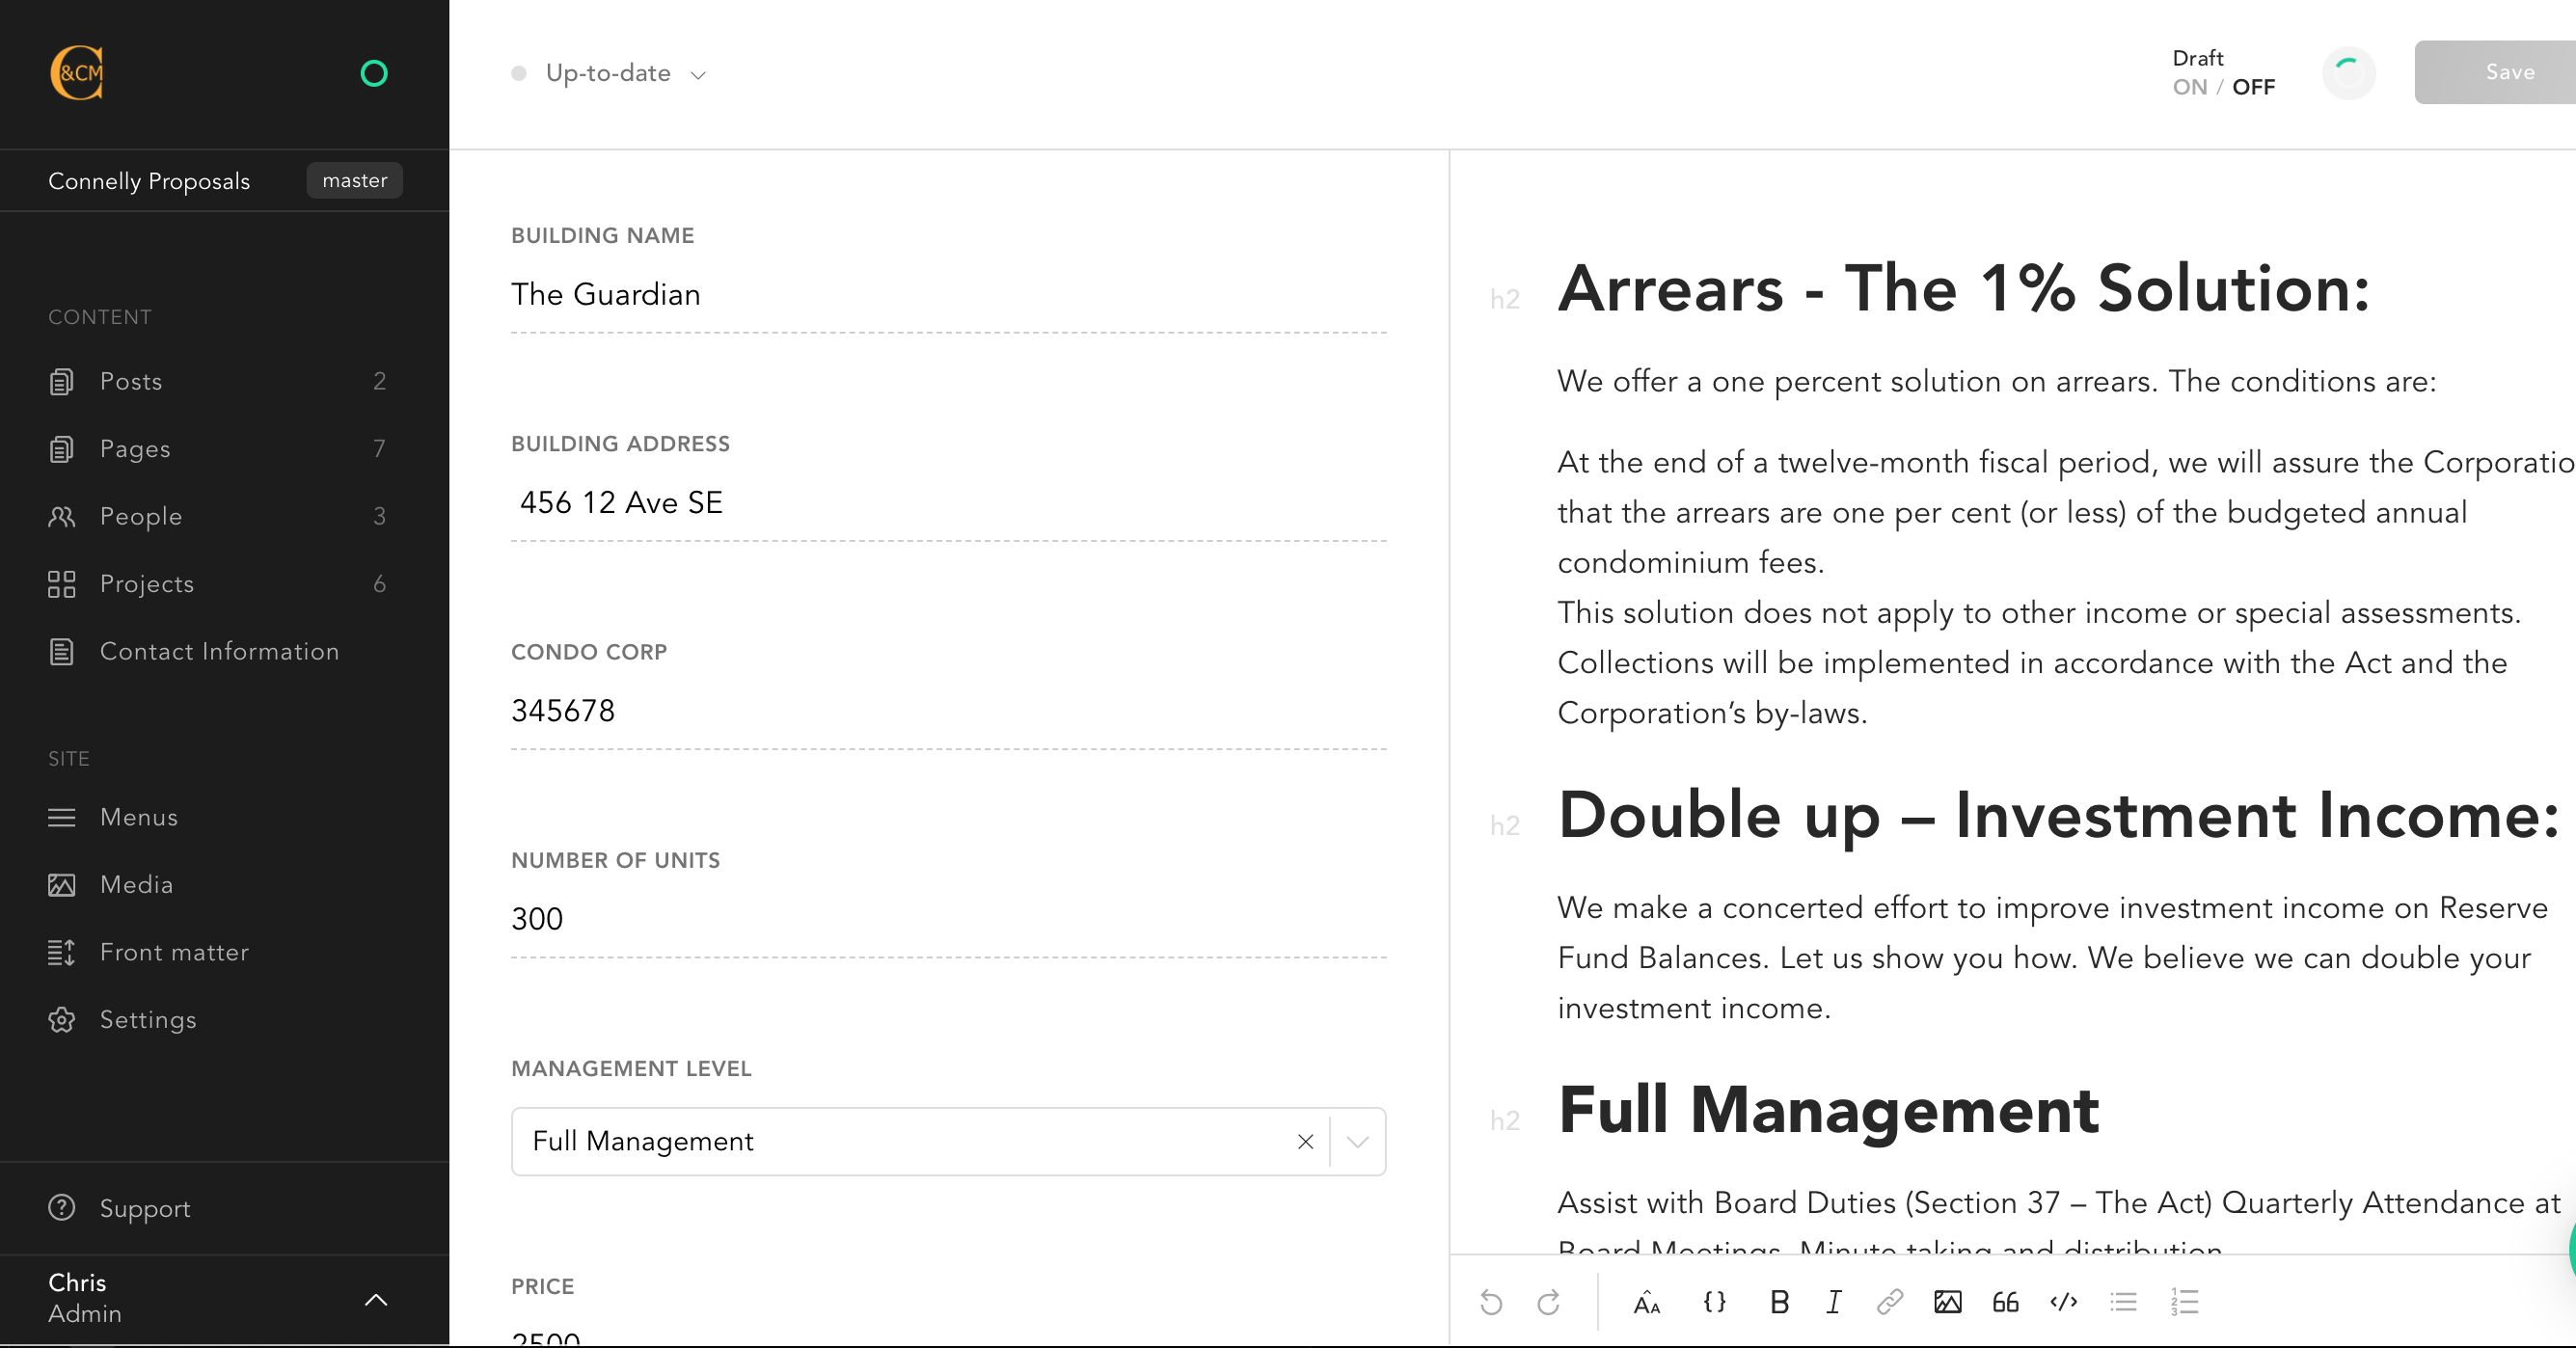 C&CM
Connelly Proposals master
CONTENT
Posts 2
Pages 7
People 3
Projects 6
Contact Information
SITE
Menus
Media
Front matter
Settings
Support
Chris
Admin
Up-to-date
Draft
ON / OFF
Save
BUILDING NAME
The Guardian
BUILDING ADDRESS
456 12 Ave SE
CONDO CORP
345678
NUMBER OF UNITS
300
MANAGEMENT LEVEL
Full Management
PRICE
2500
h2 Arrears - The 1% Solution:
We offer a one percent solution on arrears. The conditions are:
At the end of a twelve-month fiscal period, we will assure the Corporatio
that the arrears are one per cent (or less) of the budgeted annual
condominium fees.
This solution does not apply to other income or special assessments.
Collections will be implemented in accordance with the Act and the
Corporation’s by-laws.
h2 Double up – Investment Income:
We make a concerted effort to improve investment income on Reserve
Fund Balances. Let us show you how. We believe we can double your
investment income.
h2 Full Management
Assist with Board Duties (Section 37 – The Act) Quarterly Attendance at
Board Meetings, Minute taking and distribution